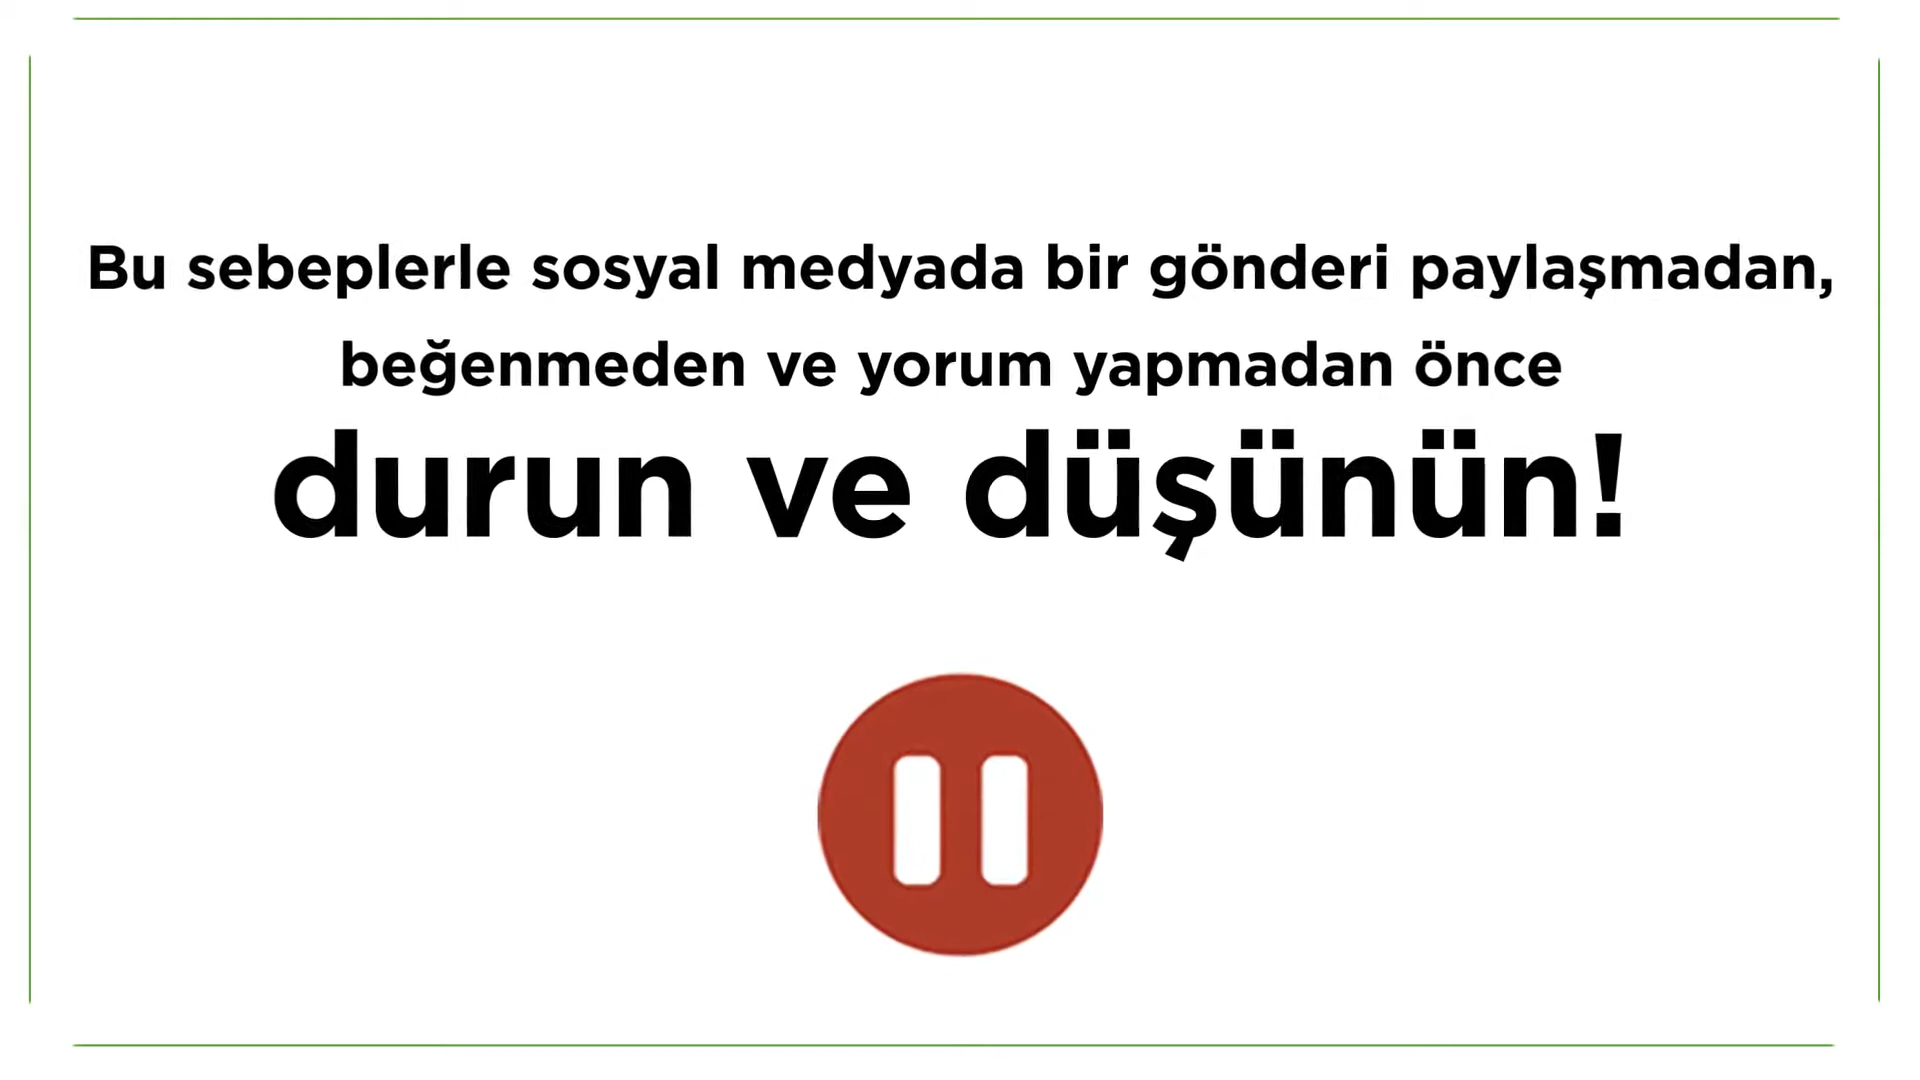 Bu sebeplerle sosyal medyada bir gönderi paylaşmadan,
beğenmeden ve yorum yapmadan önce
durun ve düşünün!